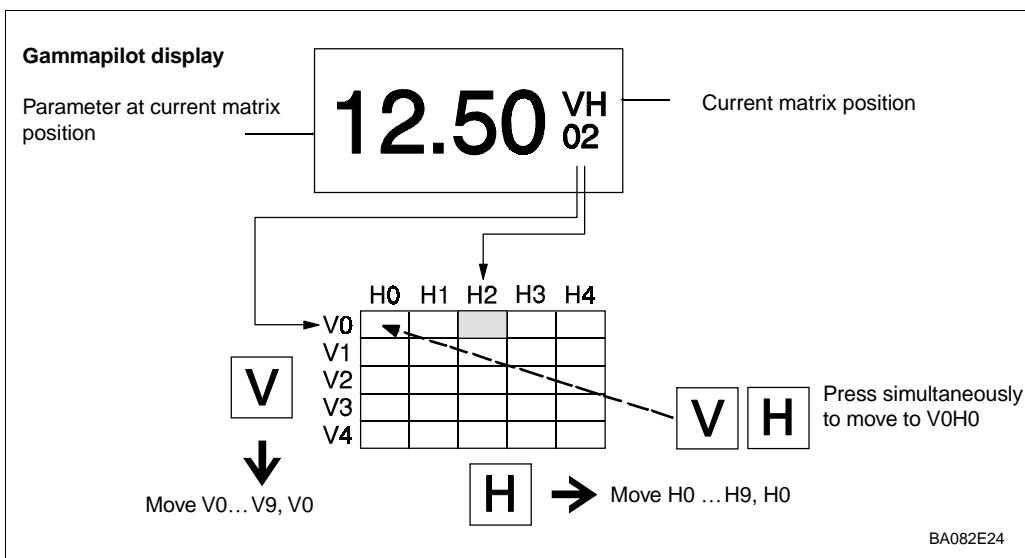 Gammapilot display
Parameter at current matrix
position
12.50 VH
02
Current matrix position
H0 H1 H2 H3 H4
V0
V1
V2
V3
V4
V
Move V0...V9, V0
H
Move H0 ...H9, H0
V H
Press simultaneously
to move to V0H0
BA082E24